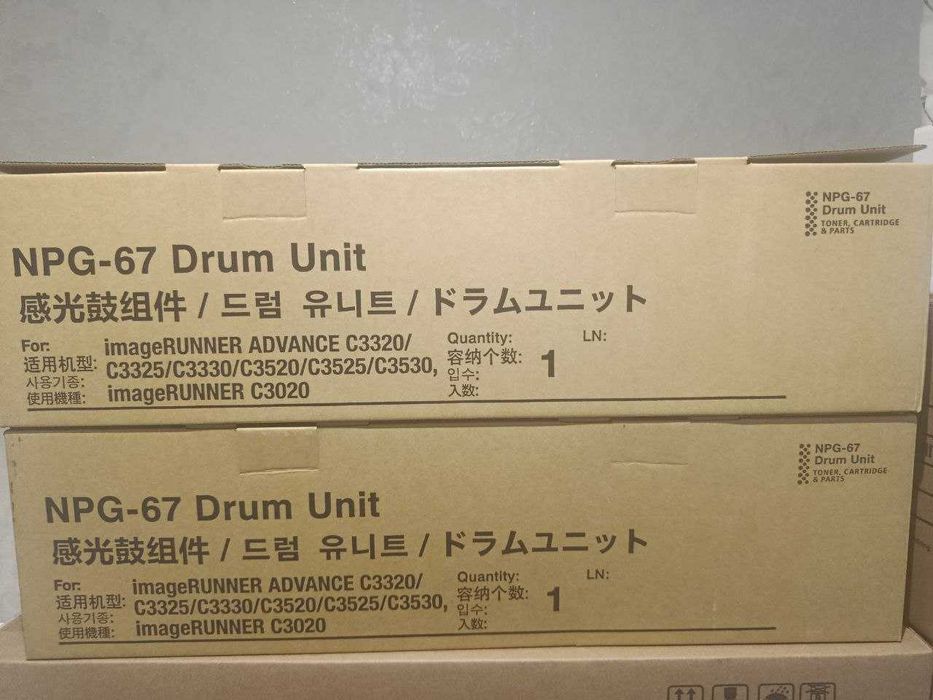 NPG-67
Drum Unit
TONER, CARTRIDGE
& PARTS
NPG-67 Drum Unit
感光鼓组件 / 드럼 유니트 / ドラムユニット
For:
适用机型:
사용기종:
使用機種:
imageRUNNER ADVANCE C3320/
C3325/C3330/C3520/C3525/C3530,
imageRUNNER C3020
Quantity:
容纳个数:
입수:
入数:
1
LN:
NPG-67
Drum Unit
TONER, CARTRIDGE
& PARTS
NPG-67 Drum Unit
感光鼓组件 / 드럼 유니트 / ドラムユニット
For:
适用机型:
사용기종:
使用機種:
imageRUNNER ADVANCE C3320/
C3325/C3330/C3520/C3525/C3530,
imageRUNNER C3020
Quantity:
容纳个数:
입수:
入数:
1
LN: